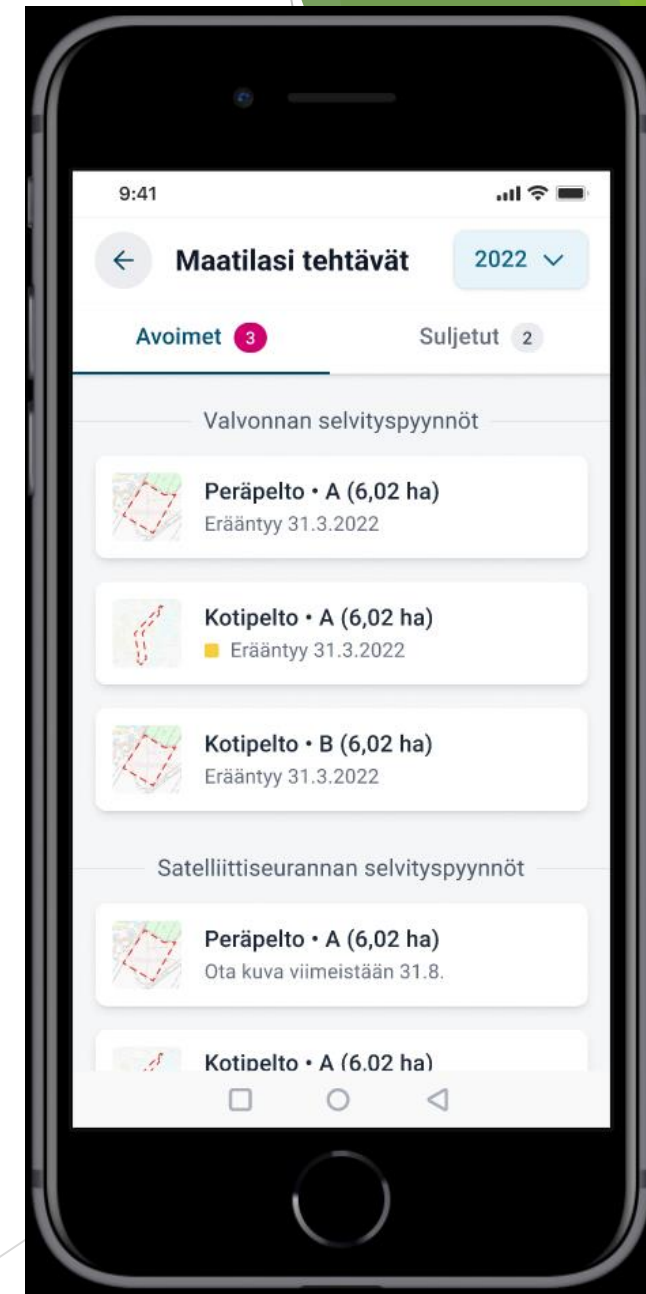 9:41
Maatilasi tehtävät
2022
Avoimet 3
Suljetut 2
Valvonnan selvityspyynnöt
Peräpelto • A (6,02 ha)
Erääntyy 31.3.2022
Kotipelto • A (6,02 ha)
Erääntyy 31.3.2022
Kotipelto • B (6,02 ha)
Erääntyy 31.3.2022
Satelliittiseurannan selvityspyynnöt
Peräpelto • A (6,02 ha)
Ota kuva viimeistään 31.8.
Kotipelto • A (6,02 ha)